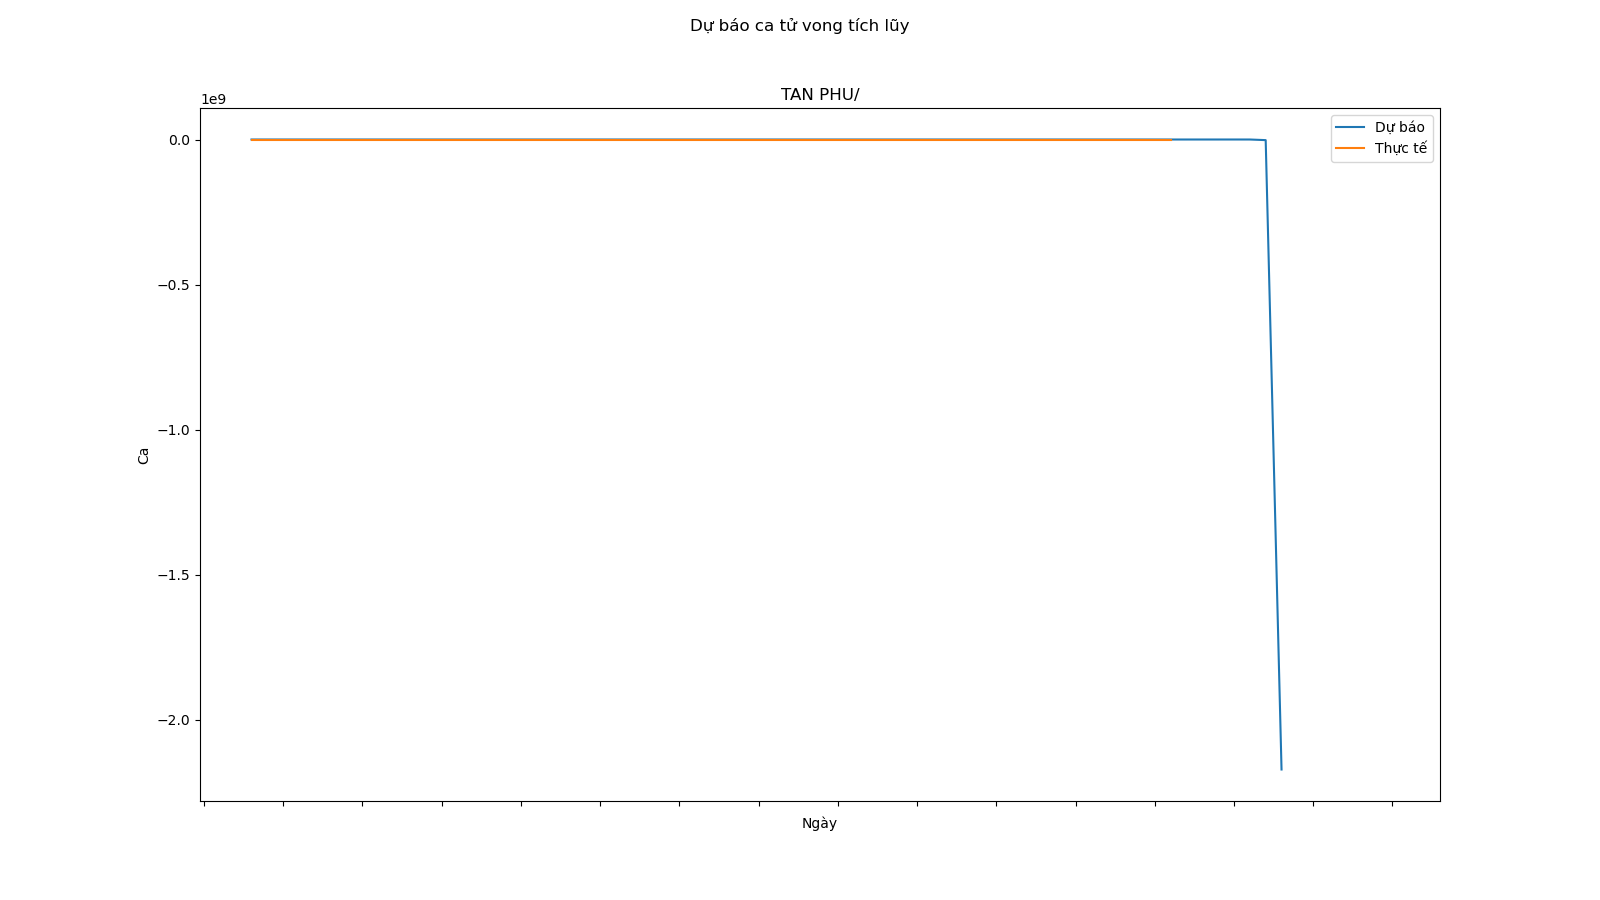 Dự báo ca tử vong tích lũy
TAN PHU/
1e9
Dự báo
Thực tế
0.0
−0.5
−1.0
−1.5
−2.0
Ca
Ngày